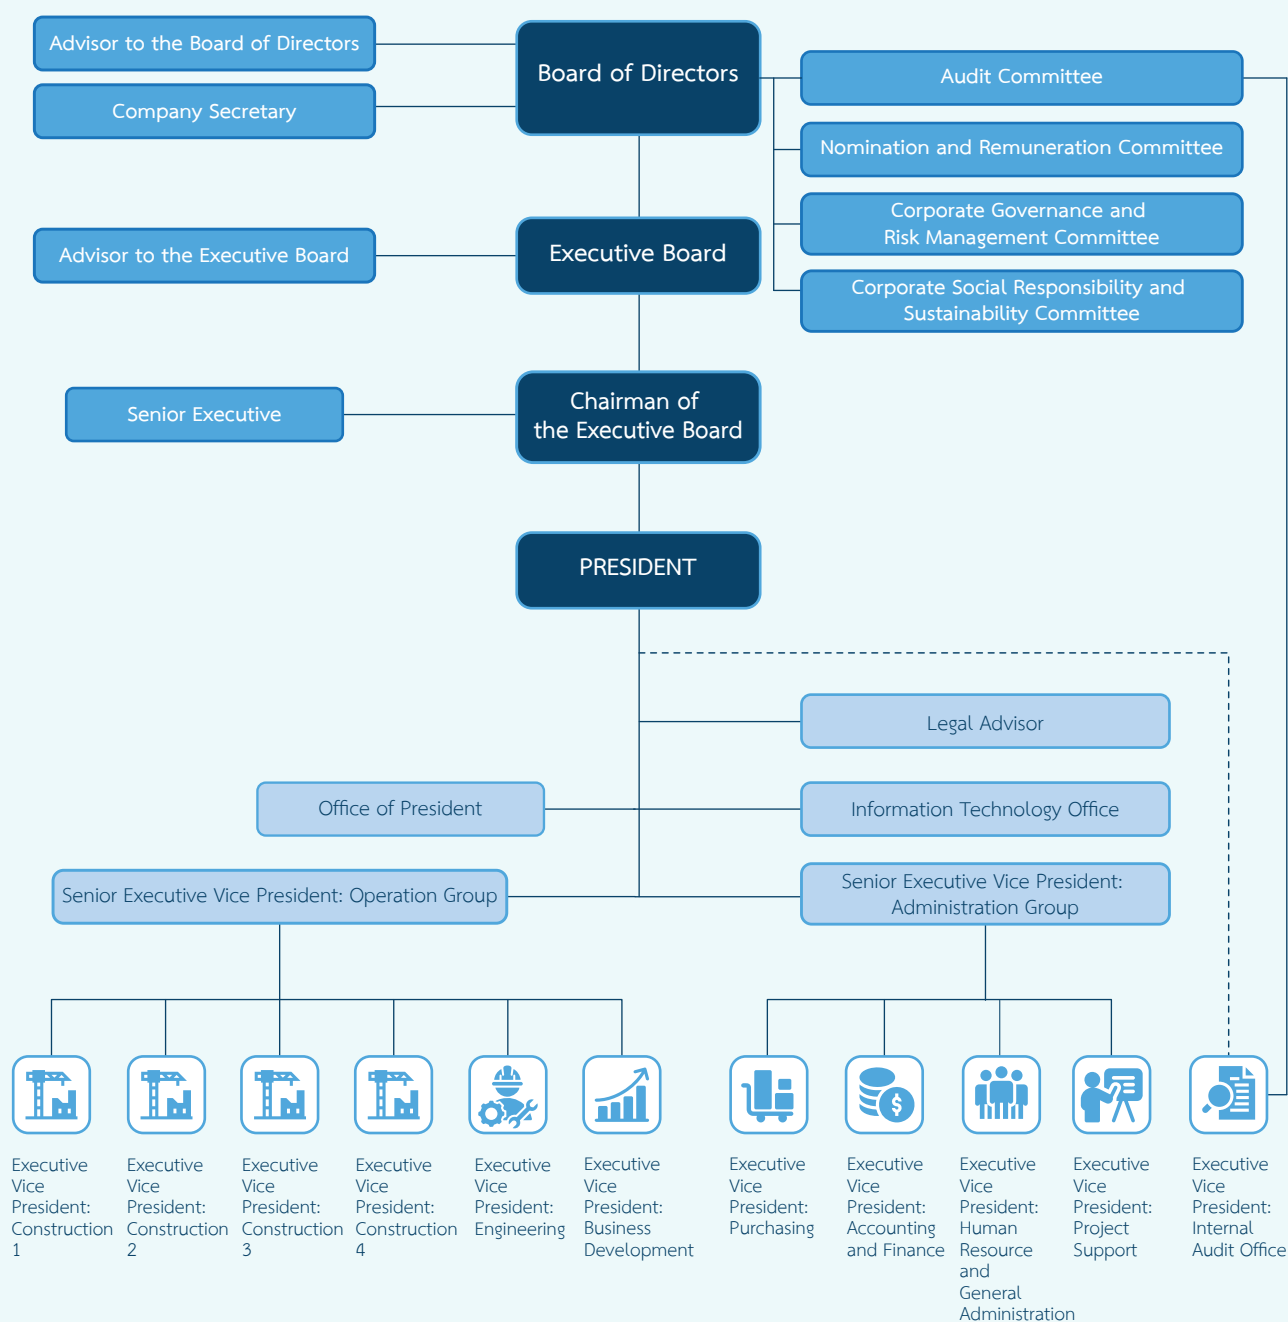 Advisor to the Board of Directors
Company Secretary
Board of Directors
Audit Committee
Nomination and Remuneration Committee
Corporate Governance and
Risk Management Committee
Corporate Social Responsibility and
Sustainability Committee
Advisor to the Executive Board
Executive Board
Senior Executive
Chairman of
the Executive Board
PRESIDENT
Legal Advisor
Office of President
Information Technology Office
Senior Executive Vice President: Operation Group
Senior Executive Vice President:
Administration Group
Executive
Vice
President:
Construction
1
Executive
Vice
President:
Construction
2
Executive
Vice
President:
Construction
3
Executive
Vice
President:
Construction
4
Executive
Vice
President:
Engineering
Executive
Vice
President:
Business
Development
Executive
Vice
President:
Purchasing
Executive
Vice
President:
Accounting
and Finance
Executive
Vice
President:
Human
Resource
and
General
Administration
Executive
Vice
President:
Project
Support
Executive
Vice
President:
Internal
Audit Office
$